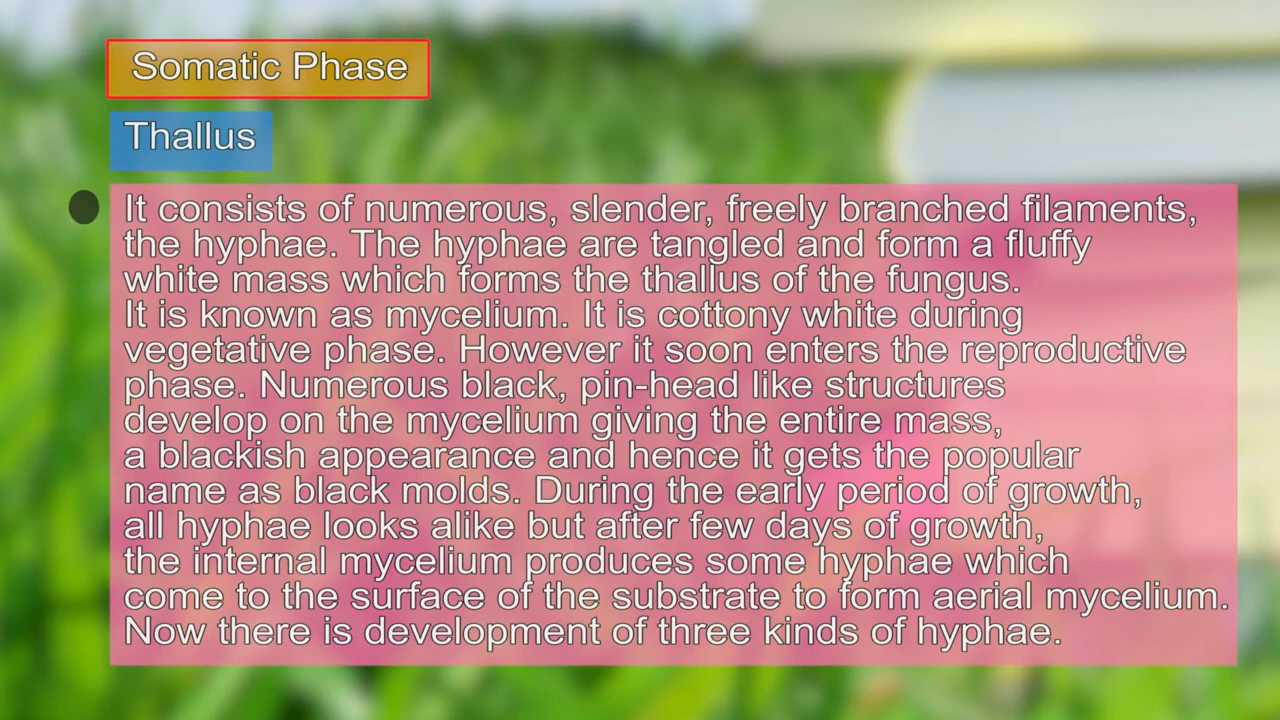 Somatic Phase
Thallus
It consists of numerous, slender, freely branched filaments,
the hyphae. The hyphae are tangled and form a fluffy
white mass which forms the thallus of the fungus.
It is known as mycelium. It is cottony white during
vegetative phase. However it soon enters the reproductive
phase. Numerous black, pin-head like structures
develop on the mycelium giving the entire mass,
a blackish appearance and hence it gets the popular
name as black molds. During the early period of growth,
all hyphae looks alike but after few days of growth,
the internal mycelium produces some hyphae which
come to the surface of the substrate to form aerial mycelium.
Now there is development of three kinds of hyphae.